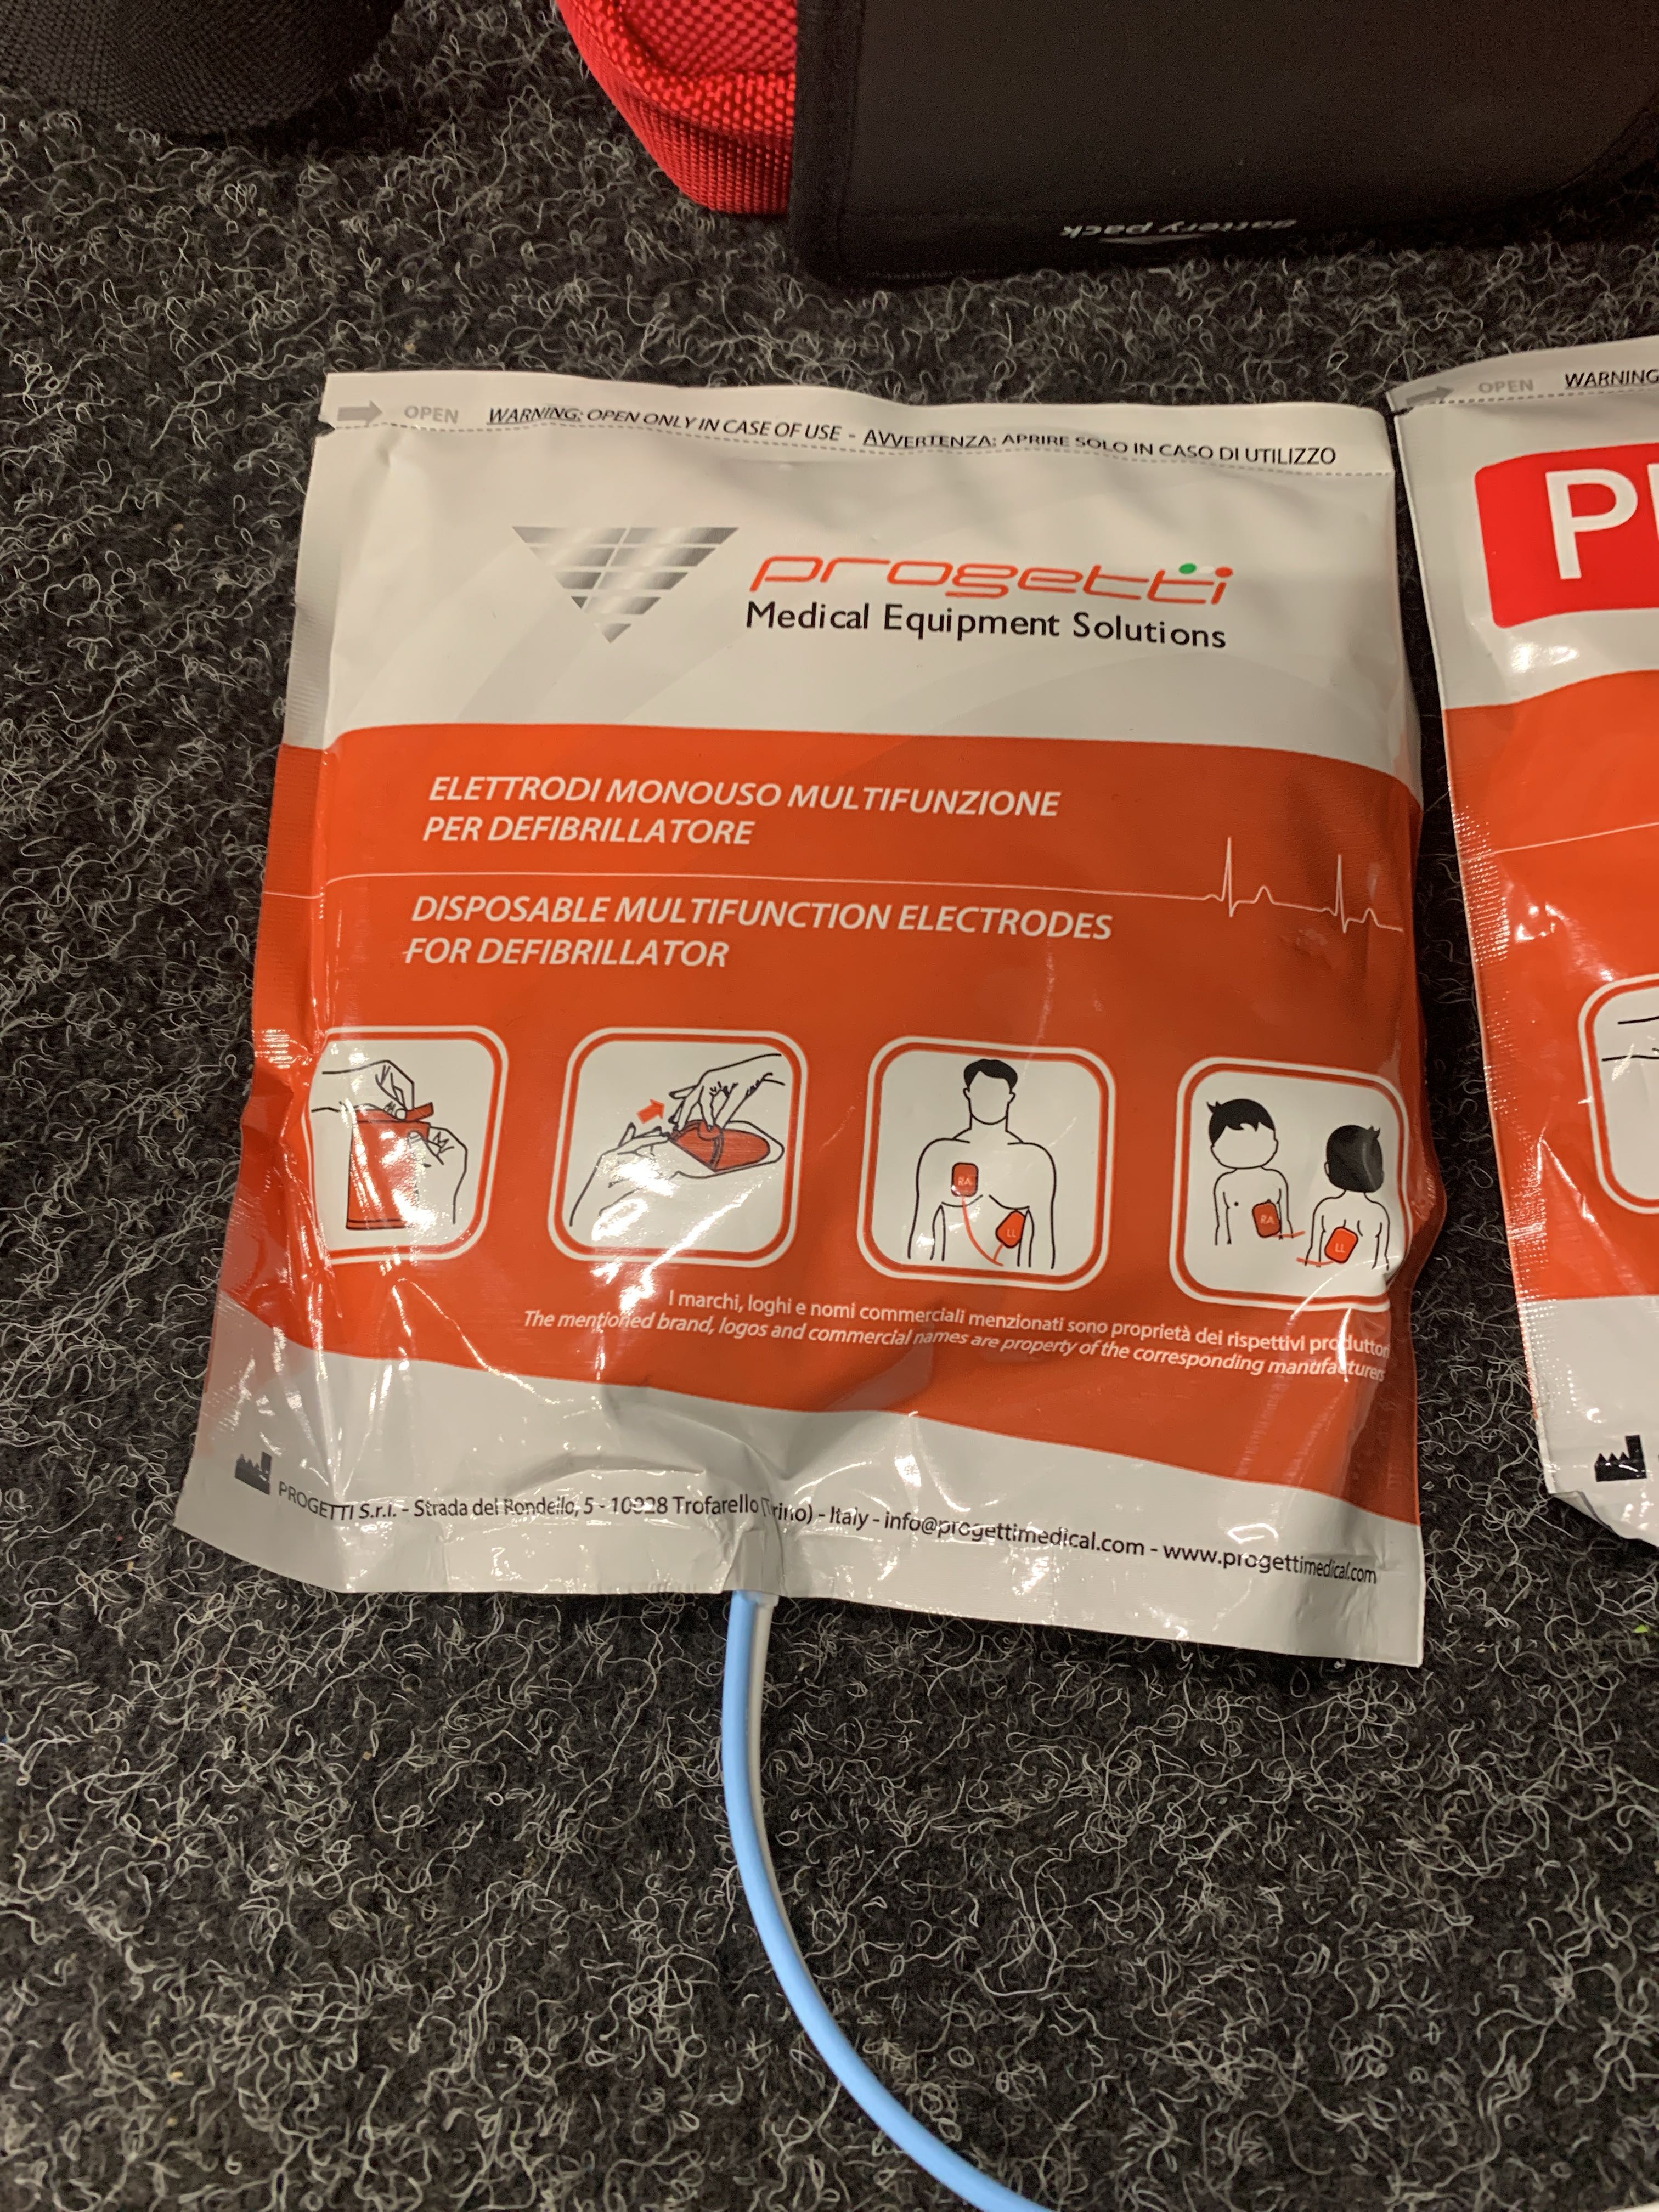 battery pack
OPEN WARNING: OPEN ONLY IN CASE OF USE - AVVERTENZA: APRIRE SOLO IN CASO DI UTILIZZO
progetti
Medical Equipment Solutions
ELETTRODI MONOUSO MULTIFUNZIONE
PER DEFIBRILLATORE
DISPOSABLE MULTIFUNCTION ELECTRODES
FOR DEFIBRILLATOR
RA
LL
RA
LL
I marchi, loghi e nomi commerciali menzionati sono proprietà dei rispettivi produttori
The mentioned brand, logos and commercial names are property of the corresponding manufacturers
PROGETTI S.r.l. - Strada del Rondello, 5 - 10028 Trofarello - Italy - info@progettimedical.com - www.progettimedical.com
OPEN WARNING